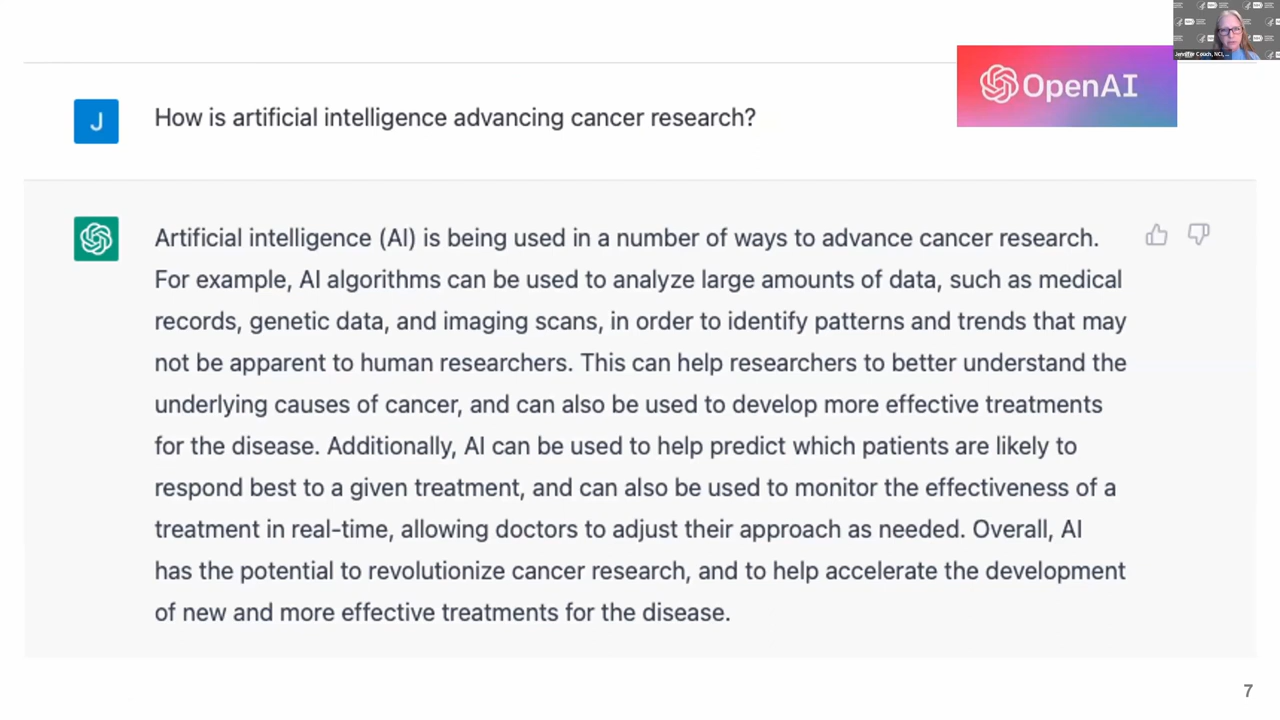 Jennifer Couch, NCI, ...
OpenAI
J
How is artificial intelligence advancing cancer research?
Artificial intelligence (AI) is being used in a number of ways to advance cancer research.
For example, AI algorithms can be used to analyze large amounts of data, such as medical
records, genetic data, and imaging scans, in order to identify patterns and trends that may
not be apparent to human researchers. This can help researchers to better understand the
underlying causes of cancer, and can also be used to develop more effective treatments
for the disease. Additionally, AI can be used to help predict which patients are likely to
respond best to a given treatment, and can also be used to monitor the effectiveness of a
treatment in real-time, allowing doctors to adjust their approach as needed. Overall, AI
has the potential to revolutionize cancer research, and to help accelerate the development
of new and more effective treatments for the disease.
7